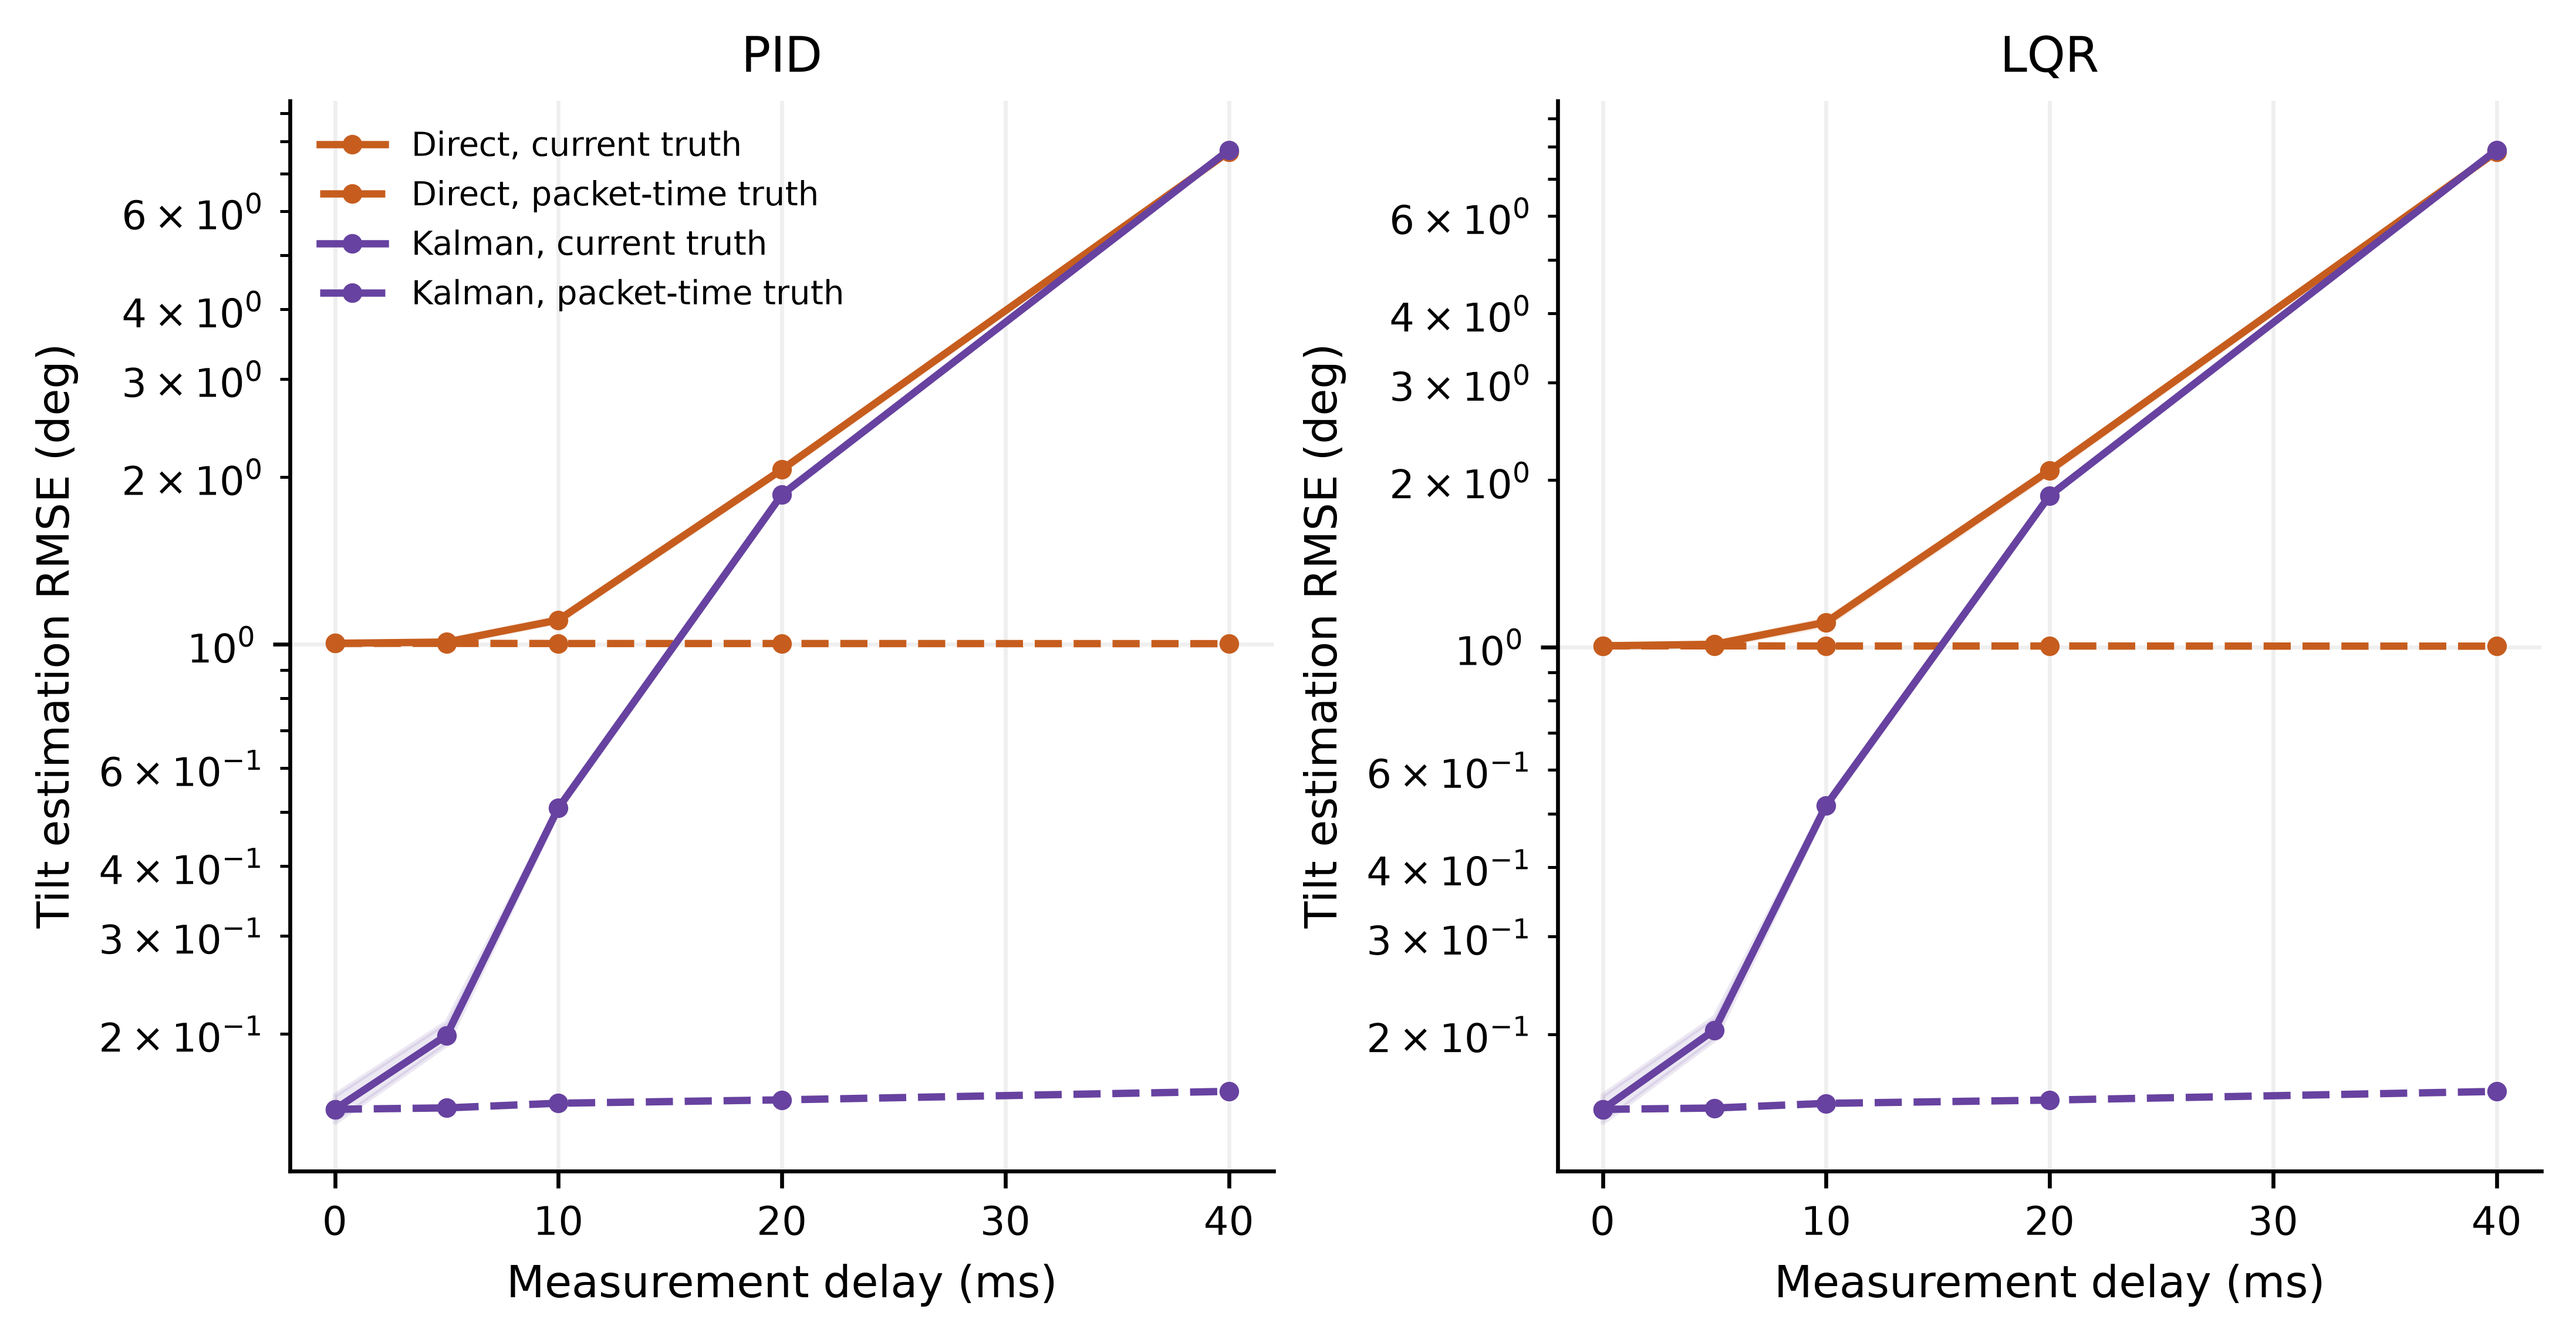 PID
Direct, current truth
Direct, packet-time truth
Kalman, current truth
Kalman, packet-time truth
6 × 10⁰
4 × 10⁰
3 × 10⁰
2 × 10⁰
10⁰
6 × 10⁻¹
4 × 10⁻¹
3 × 10⁻¹
2 × 10⁻¹
Tilt estimation RMSE (deg)
0 10 20 30 40
Measurement delay (ms)
LQR
6 × 10⁰
4 × 10⁰
3 × 10⁰
2 × 10⁰
10⁰
6 × 10⁻¹
4 × 10⁻¹
3 × 10⁻¹
2 × 10⁻¹
Tilt estimation RMSE (deg)
0 10 20 30 40
Measurement delay (ms)